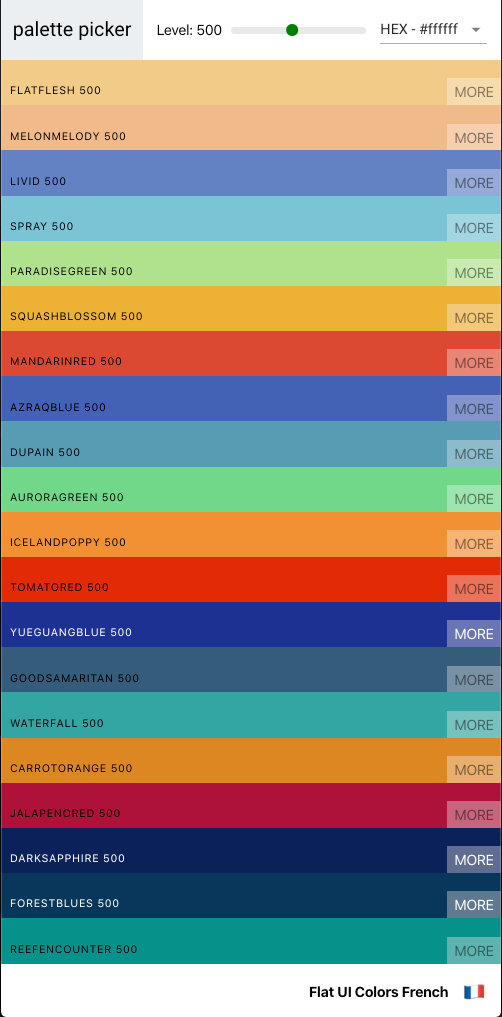 palette picker Level: 500 HEX - #ffffff
FLATFLESH 500 MORE
MELONMELODY 500 MORE
LIVID 500 MORE
SPRAY 500 MORE
PARADISEGREEN 500 MORE
SQUASHBLOSSOM 500 MORE
MANDARINRED 500 MORE
AZRAQBLUE 500 MORE
DUPAIN 500 MORE
AURORAGREEN 500 MORE
ICELANDPOPPY 500 MORE
TOMATORED 500 MORE
YUEGUANGBLUE 500 MORE
GOODSAMARITAN 500 MORE
WATERFALL 500 MORE
CARROTORANGE 500 MORE
JALAPENORED 500 MORE
DARKSAPPHIRE 500 MORE
FORESTBLUES 500 MORE
REEFENCOUNTER 500 MORE
Flat UI Colors French